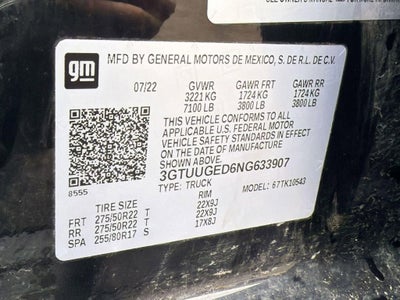 gm
MFD BY GENERAL MOTORS DE MEXICO, S. DE R.L. DE C.V.
07/22 GVWR GAWR FRT GAWR RR
3221 KG 1724 KG 1724 KG
7100 LB 3800 LB 3800 LB
THIS VEHICLE CONFORMS TO ALL
APPLICABLE U.S. FEDERAL MOTOR
VEHICLE SAFETY STANDARDS IN
EFFECT ON THE DATE OF
MANUFACTURE SHOWN ABOVE.
3GTUUGED6NG633907
TYPE: TRUCK MODEL: 67TK10543
8555
TIRE SIZE RIM
FRT 275/50R22 T 22X9J
RR 275/50R22 T 22X9J
SPA 255/80R17 S 17X8J